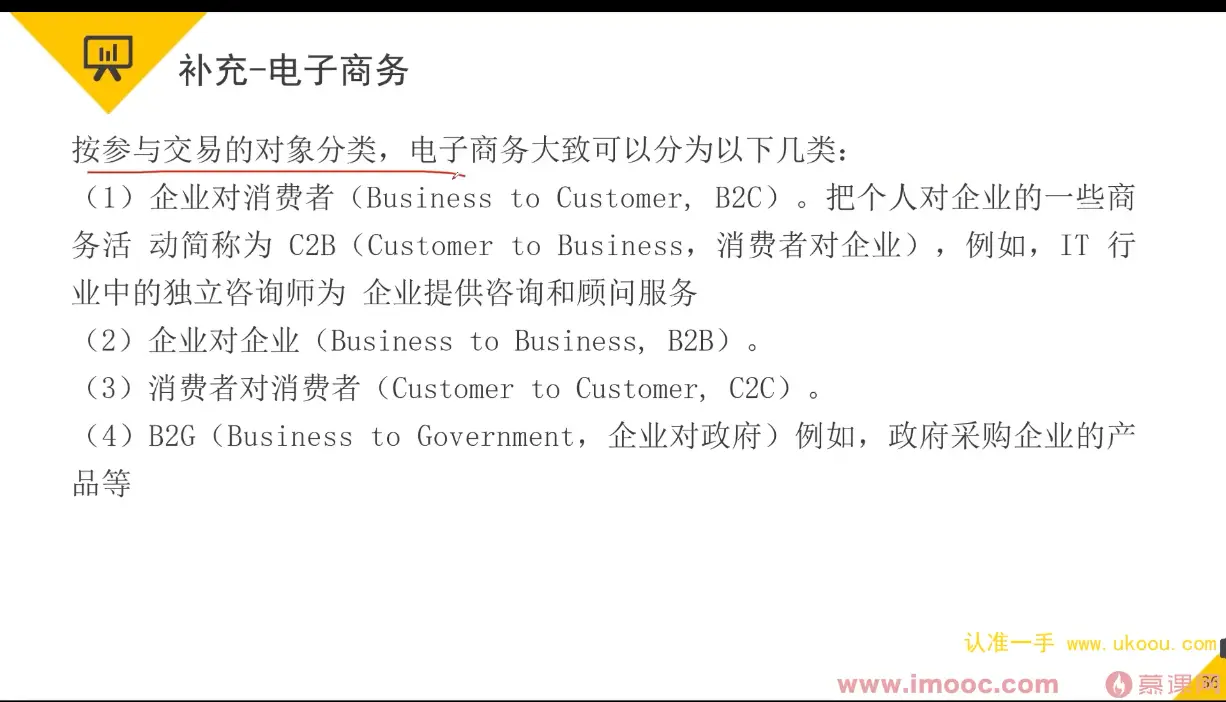 补充-电子商务
按参与交易的对象分类，电子商务大致可以分为以下几类：
（1）企业对消费者（Business to Customer, B2C）。把个人对企业的一些商
务活 动简称为 C2B（Customer to Business，消费者对企业），例如，IT 行
业中的独立咨询师为 企业提供咨询和顾问服务
（2）企业对企业（Business to Business, B2B）。
（3）消费者对消费者（Customer to Customer, C2C）。
（4）B2G（Business to Government，企业对政府）例如，政府采购企业的产
品等
认准一手 www.ukoou.com
www.imooc.com 慕课
36